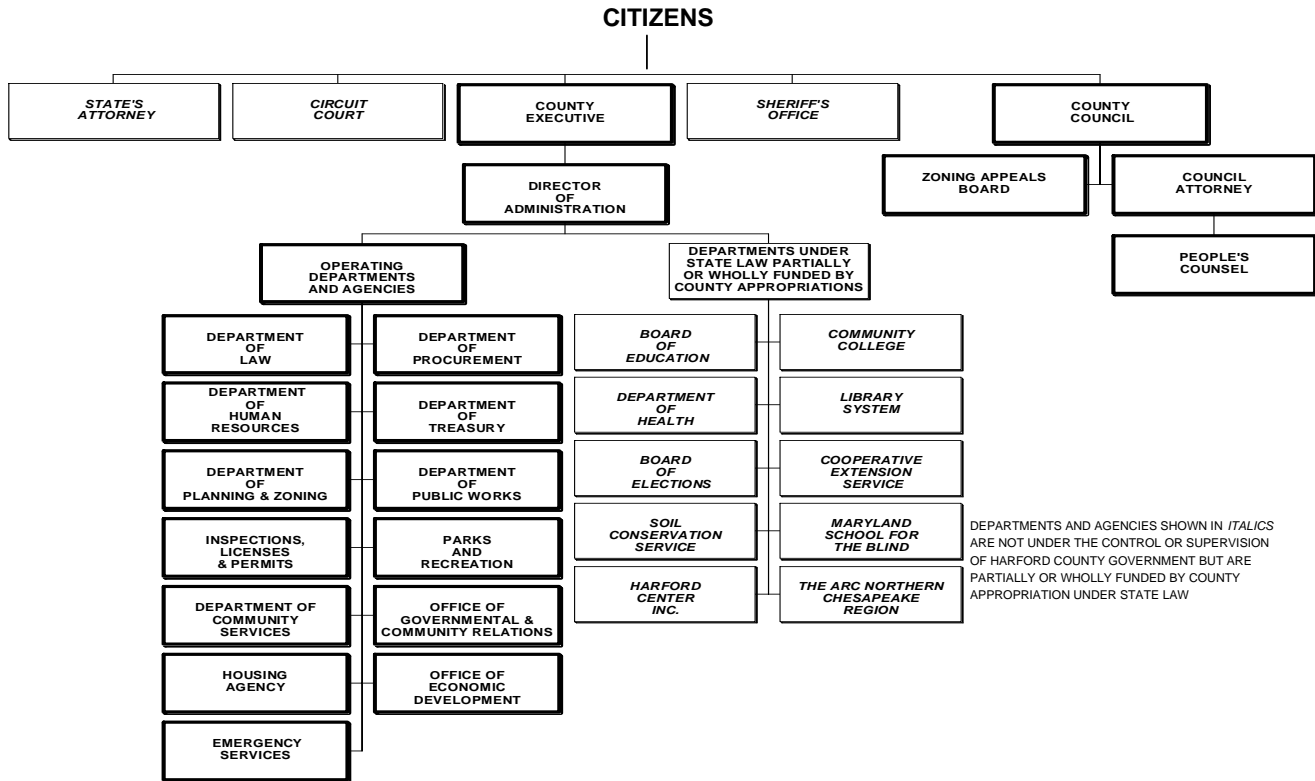 CITIZENS
STATE'S
ATTORNEY
CIRCUIT
COURT
COUNTY
EXECUTIVE
SHERIFF'S
OFFICE
COUNTY
COUNCIL
ZONING APPEALS
BOARD
COUNCIL
ATTORNEY
PEOPLE'S
COUNSEL
DIRECTOR
OF
ADMINISTRATION
OPERATING
DEPARTMENTS
AND AGENCIES
DEPARTMENTS UNDER
STATE LAW PARTIALLY
OR WHOLLY FUNDED BY
COUNTY APPROPRIATIONS
DEPARTMENT
OF
LAW
DEPARTMENT
OF
PROCUREMENT
DEPARTMENT
OF
HUMAN
RESOURCES
DEPARTMENT
OF
TREASURY
DEPARTMENT
OF
PLANNING & ZONING
DEPARTMENT
OF
PUBLIC WORKS
INSPECTIONS,
LICENSES
& PERMITS
PARKS
AND
RECREATION
DEPARTMENT OF
COMMUNITY
SERVICES
OFFICE OF
GOVERNMENTAL &
COMMUNITY RELATIONS
HOUSING
AGENCY
OFFICE OF
ECONOMIC
DEVELOPMENT
EMERGENCY
SERVICES
BOARD
OF
EDUCATION
COMMUNITY
COLLEGE
DEPARTMENT
OF
HEALTH
LIBRARY
SYSTEM
BOARD
OF
ELECTIONS
COOPERATIVE
EXTENSION
SERVICE
SOIL
CONSERVATION
SERVICE
MARYLAND
SCHOOL FOR
THE BLIND
HARFORD
CENTER
INC.
THE ARC NORTHERN
CHESAPEAKE
REGION
DEPARTMENTS AND AGENCIES SHOWN IN ITALICS
ARE NOT UNDER THE CONTROL OR SUPERVISION
OF HARFORD COUNTY GOVERNMENT BUT ARE
PARTIALLY OR WHOLLY FUNDED BY COUNTY
APPROPRIATION UNDER STATE LAW